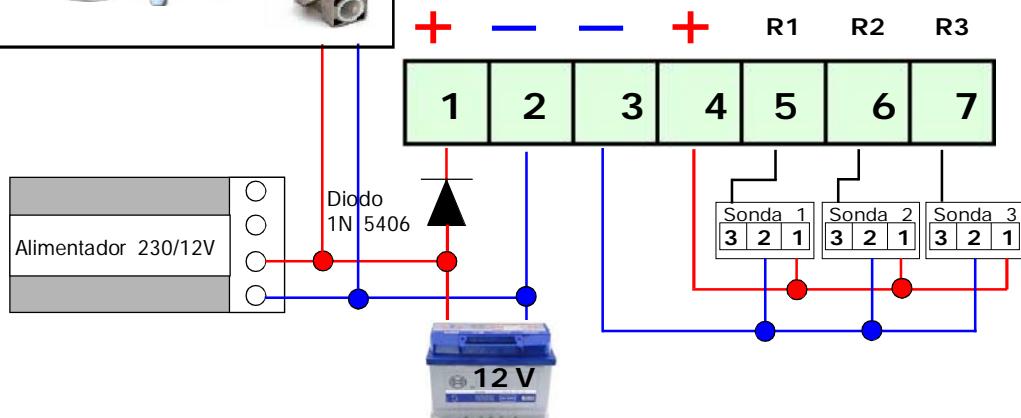 + — — + R1 R2 R3
1 2 3 4 5 6 7
Diodo
1N 5406
Alimentador 230/12V
Sonda 1 Sonda 2 Sonda 3
3 2 1 3 2 1 3 2 1
12 V